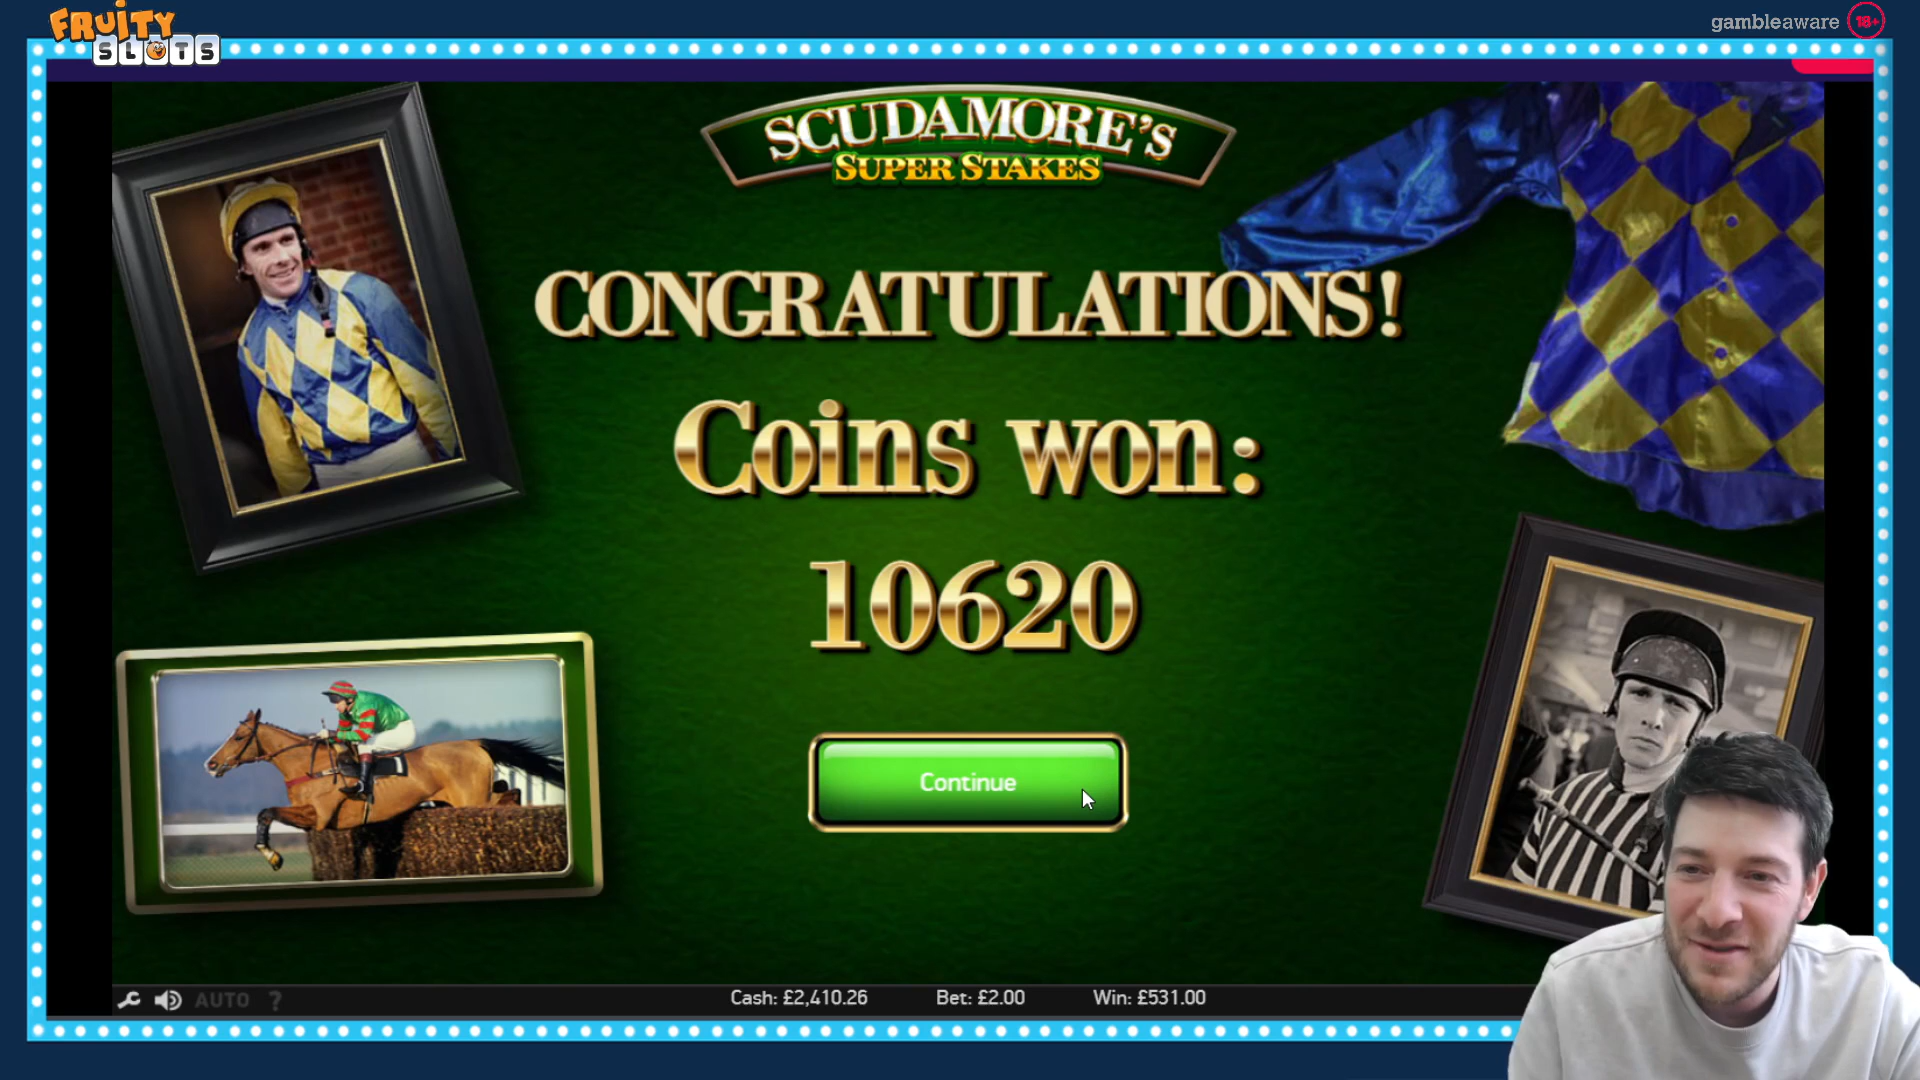 FRUITY
SLOTS
gambleaware 18+
SCUDAMORE'S
SUPER STAKES
CONGRATULATIONS!
Coins won:
10620
Continue
AUTO ?
Cash: £2,410.26 Bet: £2.00 Win: £531.00